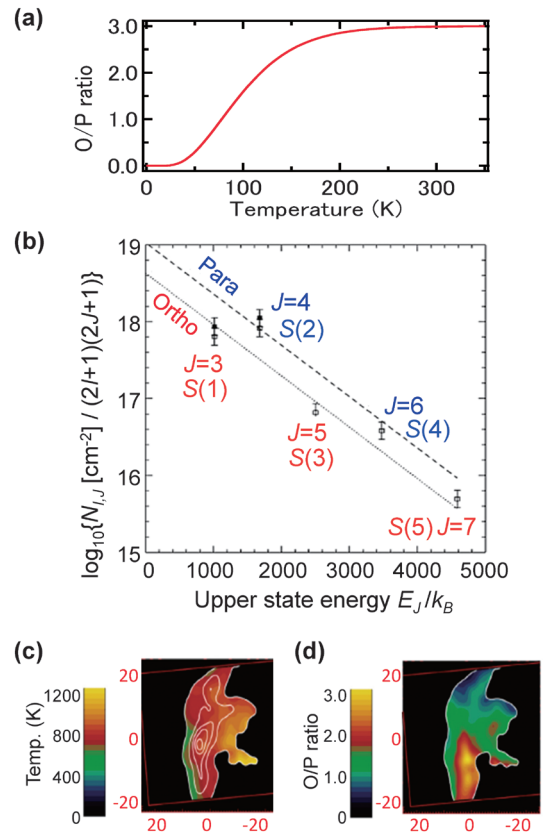 (a)
O/P ratio
3.0
2.0
1.0
0.0
0
100
200
300
Temperature (K)
(b)
log10{N_I,J [cm⁻²] / (2I+1)(2J+1)}
19
18
17
16
15
Para
Ortho
J=4
S(2)
J=3
S(1)
J=6
S(4)
J=5
S(3)
S(5) J=7
0
1000
2000
3000
4000
5000
Upper state energy E_J/k_B
(c)
Temp. (K)
1200
800
400
0
20
0
-20
20
0
-20
(d)
O/P ratio
3.0
2.0
1.0
0
20
0
-20
20
0
-20